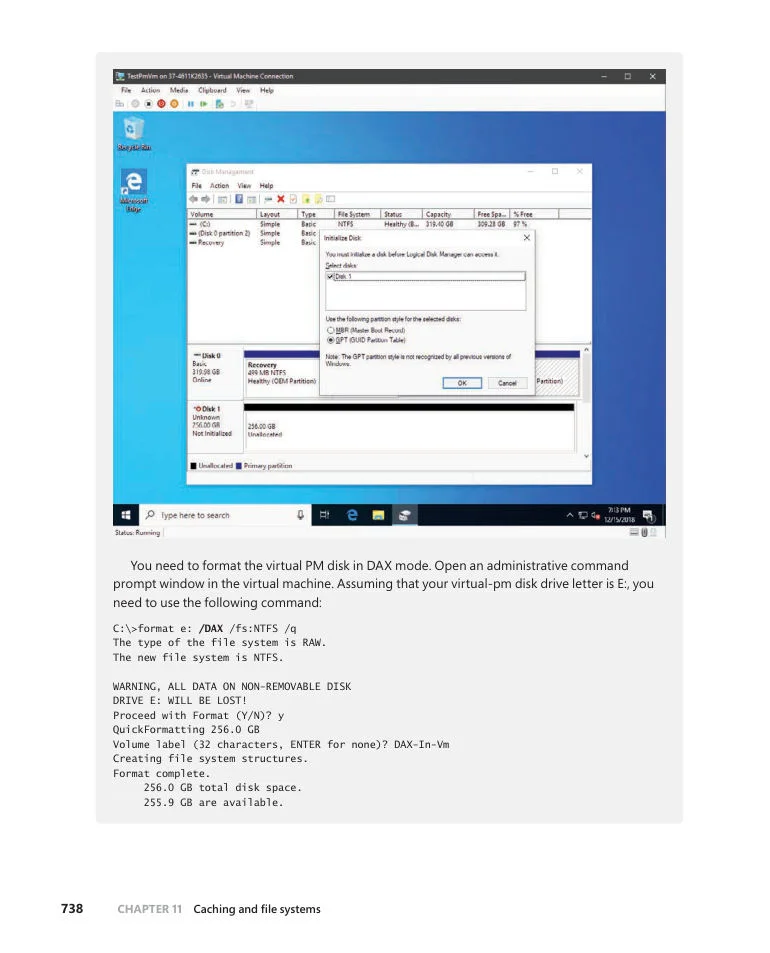 TestPmVm on 37-4611K2635 - Virtual Machine Connection
File Action Media Clipboard View Help
Recycle Bin
Microsoft
Edge
Disk Management
File Action View Help
Volume Layout Type File System Status Capacity Free Spa... % Free
(C:) Simple Basic NTFS Healthy (B... 319.40 GB 309.28 GB 97 %
(Disk 0 partition 2) Simple Basic
Recovery Simple Basic
Initialize Disk
You must initialize a disk before Logical Disk Manager can access it.
Select disks:
Disk 1
Use the following partition style for the selected disks:
MBR (Master Boot Record)
GPT (GUID Partition Table)
Note: The GPT partition style is not recognized by all previous versions of
Windows.
OK Cancel
Disk 0
Basic
319.98 GB
Online
Recovery
499 MB NTFS
Healthy (OEM Partition)
Partition)
Disk 1
Unknown
256.00 GB
Not Initialized
256.00 GB
Unallocated
Unallocated Primary partition
Type here to search
7:13 PM
12/15/2018
Status: Running
You need to format the virtual PM disk in DAX mode. Open an administrative command
prompt window in the virtual machine. Assuming that your virtual-pm disk drive letter is E:, you
need to use the following command:
C:\>format e: /DAX /fs:NTFS /q
The type of the file system is RAW.
The new file system is NTFS.
WARNING, ALL DATA ON NON-REMOVABLE DISK
DRIVE E: WILL BE LOST!
Proceed with Format (Y/N)? y
QuickFormatting 256.0 GB
Volume label (32 characters, ENTER for none)? DAX-In-Vm
Creating file system structures.
Format complete.
256.0 GB total disk space.
255.9 GB are available.
738 CHAPTER 11 Caching and file systems